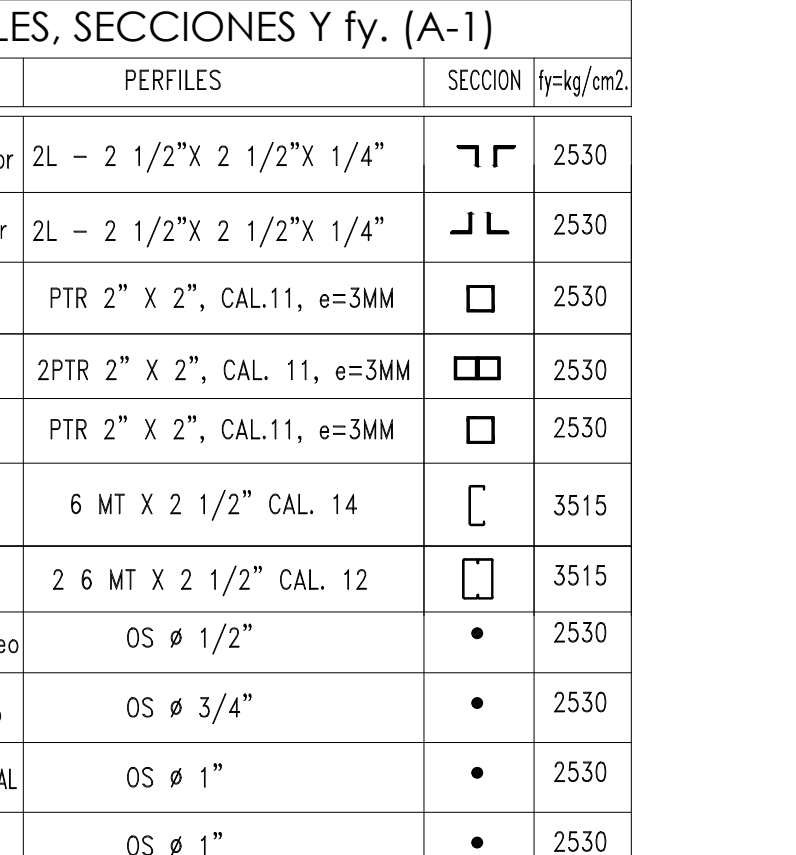 LES, SECCIONES Y fy. (A-1)
PERFILES SECCION fy=kg/cm2.
or 2L - 2 1/2”X 2 1/2”X 1/4” 2530
r 2L - 2 1/2”X 2 1/2”X 1/4” 2530
PTR 2” X 2”, CAL.11, e=3MM 2530
2PTR 2” X 2”, CAL. 11, e=3MM 2530
PTR 2” X 2”, CAL.11, e=3MM 2530
6 MT X 2 1/2” CAL. 14 3515
2 6 MT X 2 1/2” CAL. 12 3515
eo OS ø 1/2” 2530
o OS ø 3/4” 2530
AL OS ø 1” 2530
OS ø 1” 2530